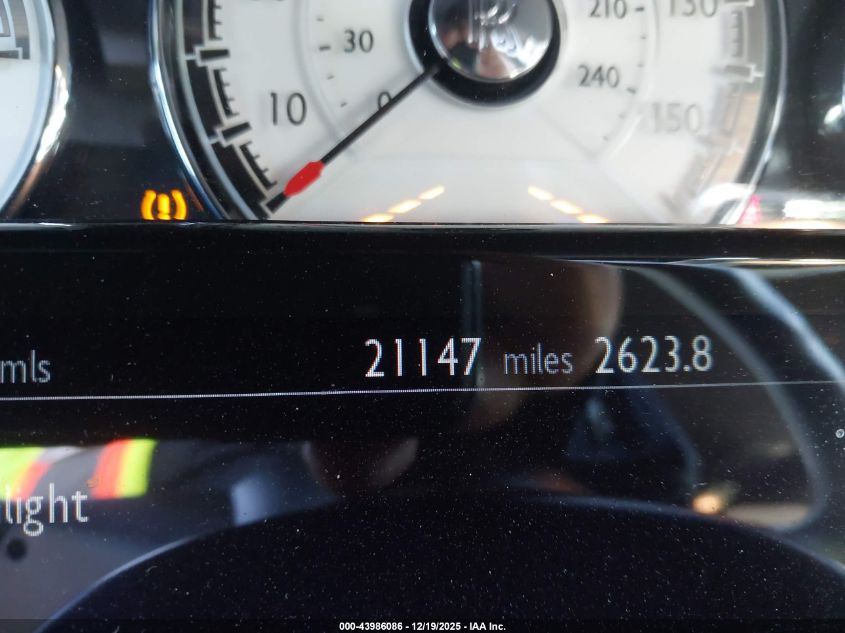 210 130
30
240
10 0 150
mls 21147 miles 2623.8
light
000-43986086 - 12/19/2025 - IAA Inc.